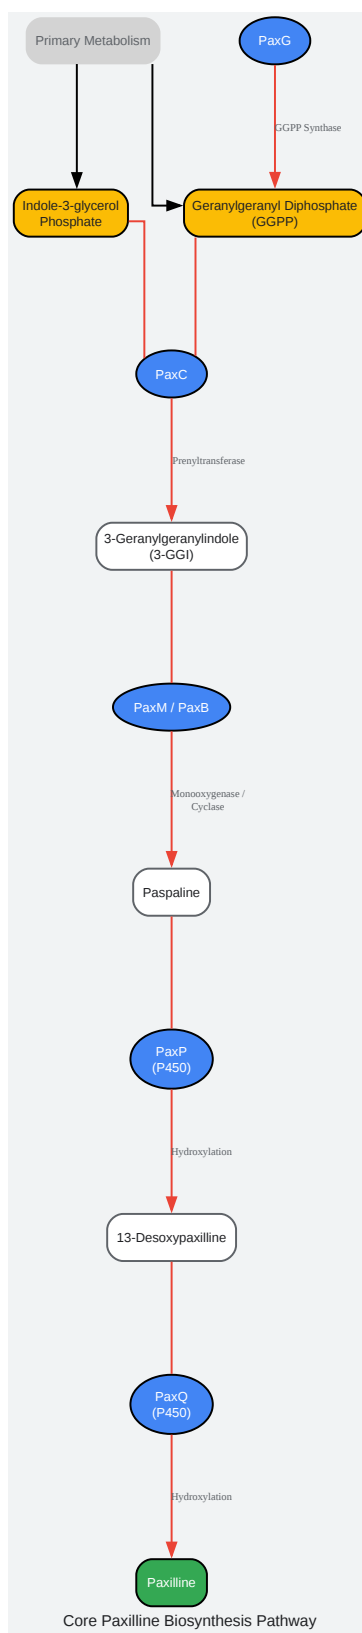 Primary Metabolism
PaxG
GGPP Synthase
Indole-3-glycerol
Phosphate
Geranylgeranyl Diphosphate
(GGPP)
PaxC
Prenyltransferase
3-Geranylgeranylindole
(3-GGI)
PaxM / PaxB
Monooxygenase /
Cyclase
Paspaline
PaxP
(P450)
Hydroxylation
13-Desoxypaxilline
PaxQ
(P450)
Hydroxylation
Paxilline
Core Paxilline Biosynthesis Pathway